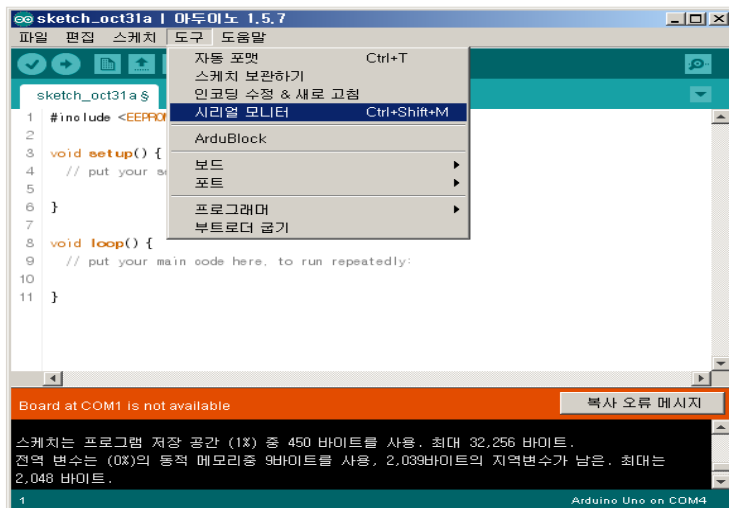 sketch_oct31a | 아두이노 1.5.7
파일 편집 스케치 도구 도움말
자동 포맷 Ctrl+T
스케치 보관하기
인코딩 수정 & 새로 고침
시리얼 모니터 Ctrl+Shift+M
ArduBlock
보드
포트
프로그래머
부트로더 굽기
sketch_oct31a §
1 #include <EEPRO
2
3 void setup() {
4 // put your
5
6 }
7
8 void loop() {
9 // put your main code here, to run repeatedly:
10
11 }
Board at COM1 is not available
복사 오류 메시지
스케치는 프로그램 저장 공간 (1%) 중 450 바이트를 사용. 최대 32,256 바이트.
전역 변수는 (0%)의 동적 메모리중 9바이트를 사용, 2,039바이트의 지역변수가 남은. 최대는
2,048 바이트.
1 Arduino Uno on COM4